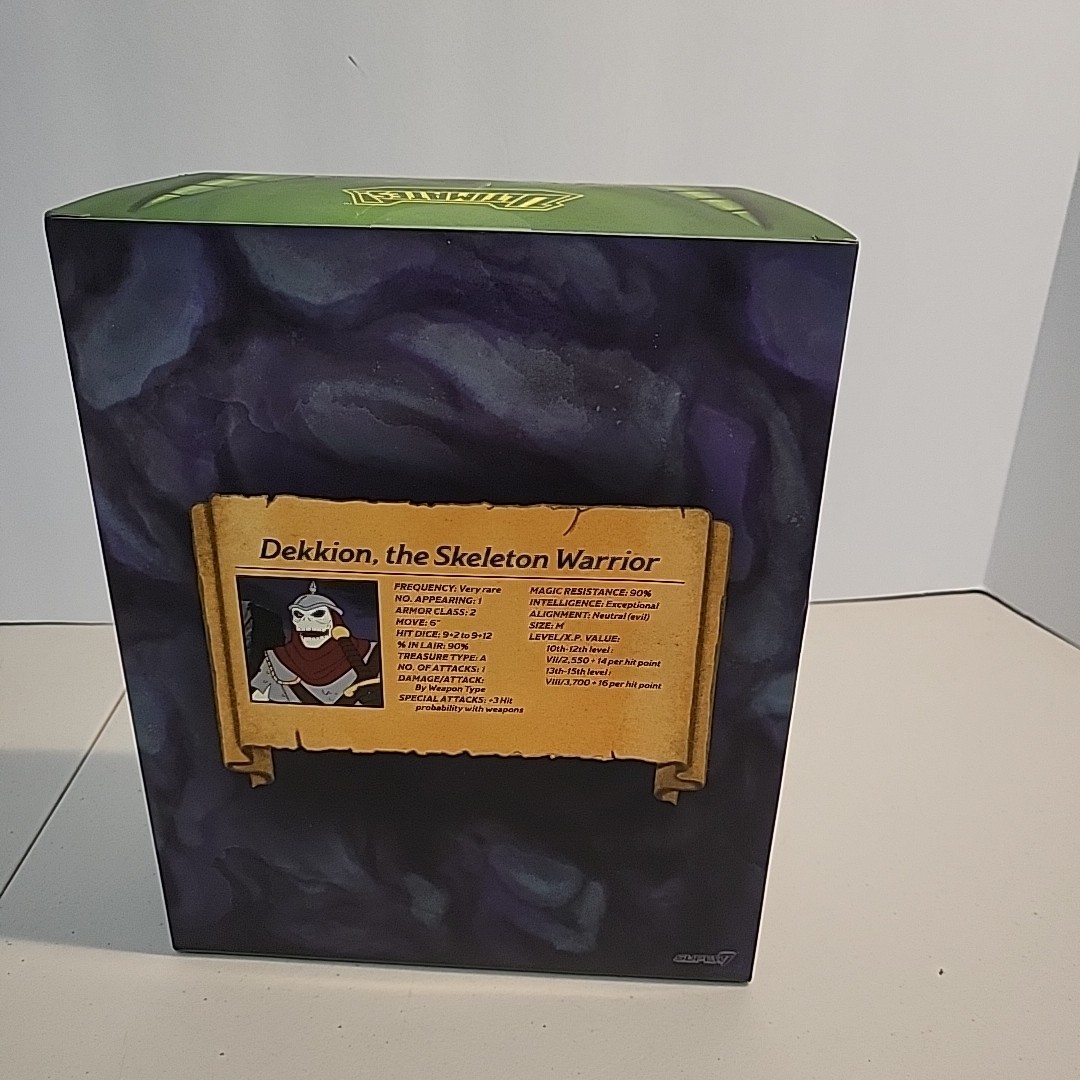 ULTIMATES!
Dekkion, the Skeleton Warrior
FREQUENCY: Very rare
NO. APPEARING: 1
ARMOR CLASS: 2
MOVE: 6"
HIT DICE: 9+2 to 9+12
% IN LAIR: 90%
TREASURE TYPE: A
NO. OF ATTACKS: 1
DAMAGE/ATTACK:
By Weapon Type
SPECIAL ATTACKS: +3 Hit
probability with weapons
MAGIC RESISTANCE: 90%
INTELLIGENCE: Exceptional
ALIGNMENT: Neutral (evil)
SIZE: M
LEVEL/X.P. VALUE:
10th-12th level:
VII/2,550 + 14 per hit point
13th-15th level:
VIII/3,700 + 16 per hit point
SUPER7